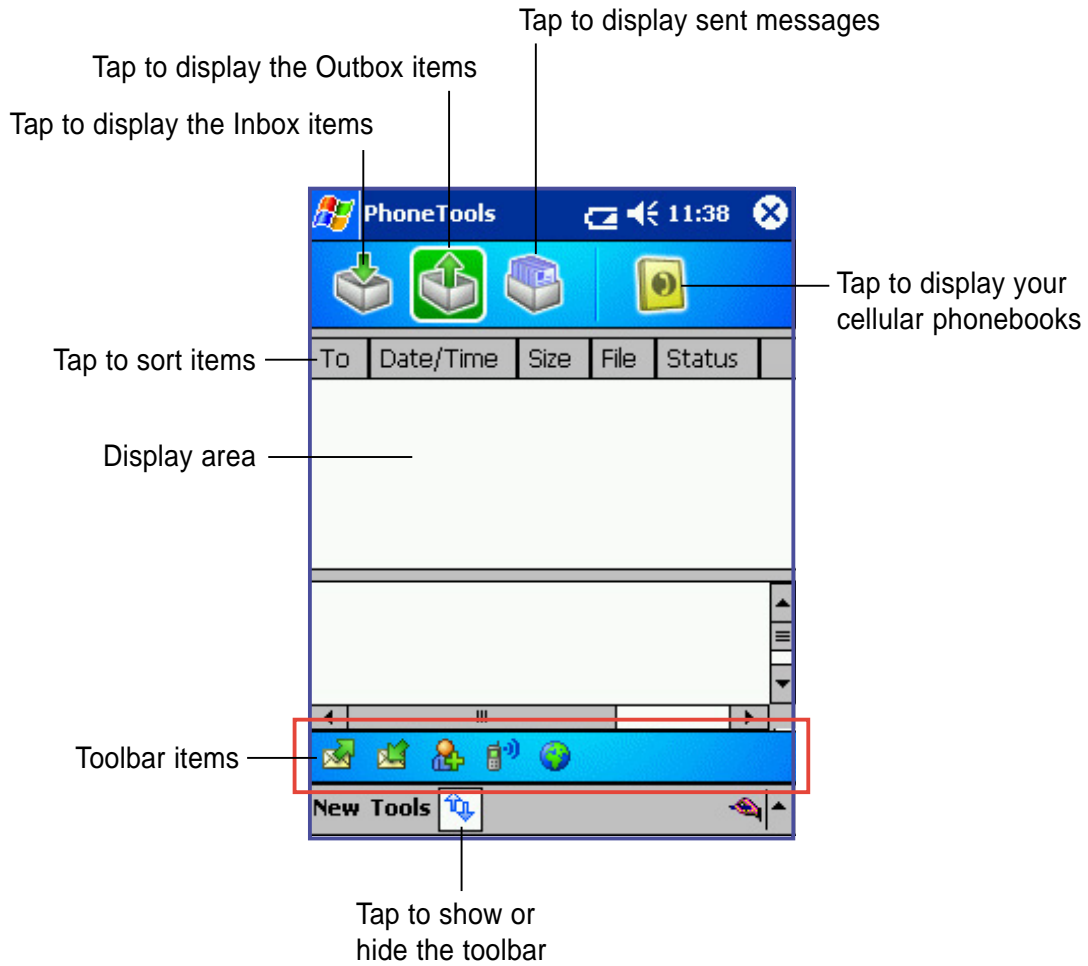 Tap to display sent messages
Tap to display the Outbox items
Tap to display the Inbox items
PhoneTools 11:38
Tap to display your
cellular phonebooks
Tap to sort items
To Date/Time Size File Status
Display area
Toolbar items
New Tools
Tap to show or
hide the toolbar